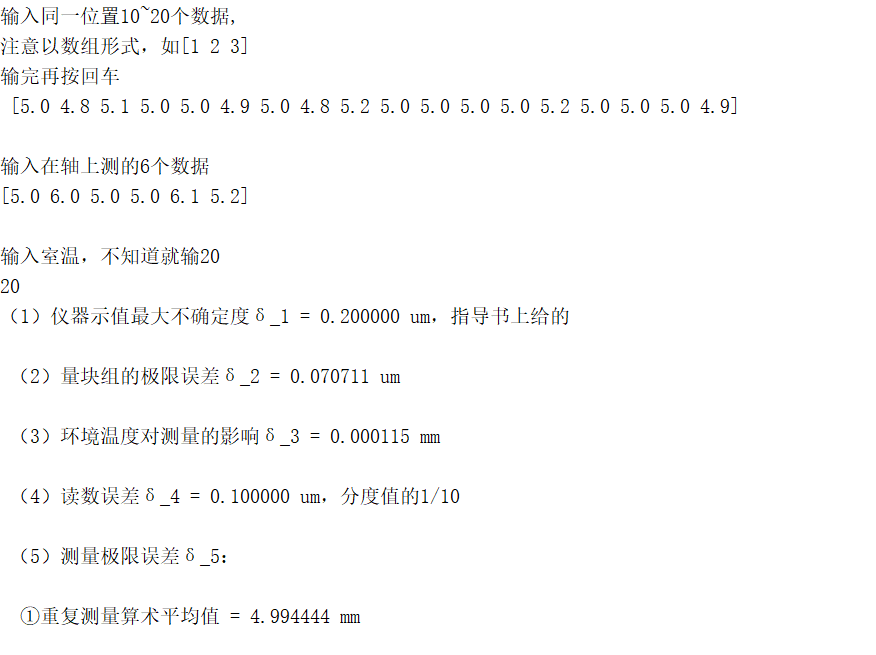 输入同一位置10~20个数据,
注意以数组形式，如[1 2 3]
输完再按回车
[5.0 4.8 5.1 5.0 5.0 4.9 5.0 4.8 5.2 5.0 5.0 5.0 5.0 5.2 5.0 5.0 5.0 4.9]
输入在轴上测的6个数据
[5.0 6.0 5.0 5.0 6.1 5.2]
输入室温，不知道就输20
20
（1）仪器示值最大不确定度δ_1 = 0.200000 um，指导书上给的
（2）量块组的极限误差δ_2 = 0.070711 um
（3）环境温度对测量的影响δ_3 = 0.000115 mm
（4）读数误差δ_4 = 0.100000 um，分度值的1/10
（5）测量极限误差δ_5：
①重复测量算术平均值 = 4.994444 mm